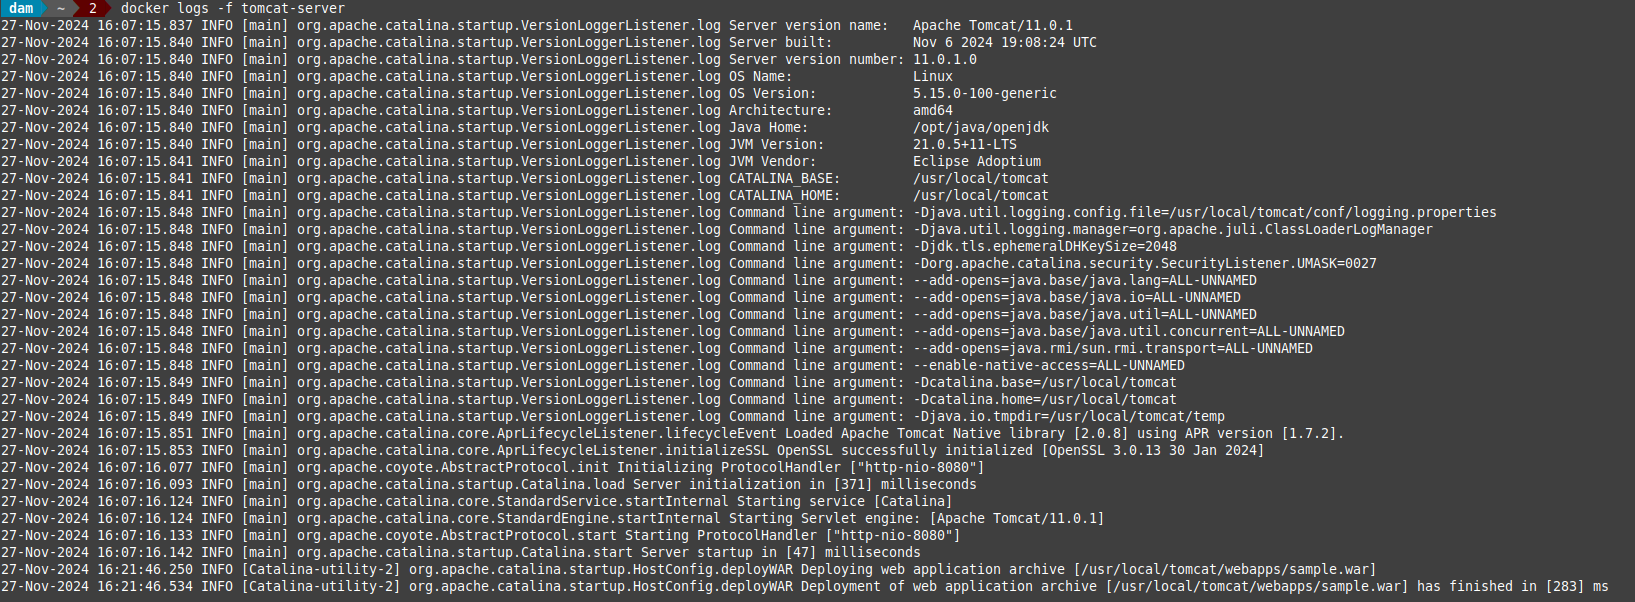 dam ~ 2 docker logs -f tomcat-server
27-Nov-2024 16:07:15.837 INFO [main] org.apache.catalina.startup.VersionLoggerListener.log Server version name:   Apache Tomcat/11.0.1
27-Nov-2024 16:07:15.840 INFO [main] org.apache.catalina.startup.VersionLoggerListener.log Server built:          Nov 6 2024 19:08:24 UTC
27-Nov-2024 16:07:15.840 INFO [main] org.apache.catalina.startup.VersionLoggerListener.log Server version number: 11.0.1.0
27-Nov-2024 16:07:15.840 INFO [main] org.apache.catalina.startup.VersionLoggerListener.log OS Name:               Linux
27-Nov-2024 16:07:15.840 INFO [main] org.apache.catalina.startup.VersionLoggerListener.log OS Version:            5.15.0-100-generic
27-Nov-2024 16:07:15.840 INFO [main] org.apache.catalina.startup.VersionLoggerListener.log Architecture:          amd64
27-Nov-2024 16:07:15.840 INFO [main] org.apache.catalina.startup.VersionLoggerListener.log Java Home:             /opt/java/openjdk
27-Nov-2024 16:07:15.840 INFO [main] org.apache.catalina.startup.VersionLoggerListener.log JVM Version:           21.0.5+11-LTS
27-Nov-2024 16:07:15.841 INFO [main] org.apache.catalina.startup.VersionLoggerListener.log JVM Vendor:            Eclipse Adoptium
27-Nov-2024 16:07:15.841 INFO [main] org.apache.catalina.startup.VersionLoggerListener.log CATALINA_BASE:         /usr/local/tomcat
27-Nov-2024 16:07:15.841 INFO [main] org.apache.catalina.startup.VersionLoggerListener.log CATALINA_HOME:         /usr/local/tomcat
27-Nov-2024 16:07:15.848 INFO [main] org.apache.catalina.startup.VersionLoggerListener.log Command line argument: -Djava.util.logging.config.file=/usr/local/tomcat/conf/logging.properties
27-Nov-2024 16:07:15.848 INFO [main] org.apache.catalina.startup.VersionLoggerListener.log Command line argument: -Djava.util.logging.manager=org.apache.juli.ClassLoaderLogManager
27-Nov-2024 16:07:15.848 INFO [main] org.apache.catalina.startup.VersionLoggerListener.log Command line argument: -Djdk.tls.ephemeralDHKeySize=2048
27-Nov-2024 16:07:15.848 INFO [main] org.apache.catalina.startup.VersionLoggerListener.log Command line argument: -Dorg.apache.catalina.security.SecurityListener.UMASK=0027
27-Nov-2024 16:07:15.848 INFO [main] org.apache.catalina.startup.VersionLoggerListener.log Command line argument: --add-opens=java.base/java.lang=ALL-UNNAMED
27-Nov-2024 16:07:15.848 INFO [main] org.apache.catalina.startup.VersionLoggerListener.log Command line argument: --add-opens=java.base/java.io=ALL-UNNAMED
27-Nov-2024 16:07:15.848 INFO [main] org.apache.catalina.startup.VersionLoggerListener.log Command line argument: --add-opens=java.base/java.util=ALL-UNNAMED
27-Nov-2024 16:07:15.848 INFO [main] org.apache.catalina.startup.VersionLoggerListener.log Command line argument: --add-opens=java.base/java.util.concurrent=ALL-UNNAMED
27-Nov-2024 16:07:15.848 INFO [main] org.apache.catalina.startup.VersionLoggerListener.log Command line argument: --add-opens=java.rmi/sun.rmi.transport=ALL-UNNAMED
27-Nov-2024 16:07:15.848 INFO [main] org.apache.catalina.startup.VersionLoggerListener.log Command line argument: --enable-native-access=ALL-UNNAMED
27-Nov-2024 16:07:15.849 INFO [main] org.apache.catalina.startup.VersionLoggerListener.log Command line argument: -Dcatalina.base=/usr/local/tomcat
27-Nov-2024 16:07:15.849 INFO [main] org.apache.catalina.startup.VersionLoggerListener.log Command line argument: -Dcatalina.home=/usr/local/tomcat
27-Nov-2024 16:07:15.849 INFO [main] org.apache.catalina.startup.VersionLoggerListener.log Command line argument: -Djava.io.tmpdir=/usr/local/tomcat/temp
27-Nov-2024 16:07:15.851 INFO [main] org.apache.catalina.core.AprLifecycleListener.lifecycleEvent Loaded Apache Tomcat Native library [2.0.8] using APR version [1.7.2].
27-Nov-2024 16:07:15.853 INFO [main] org.apache.catalina.core.AprLifecycleListener.initializeSSL OpenSSL successfully initialized [OpenSSL 3.0.13 30 Jan 2024]
27-Nov-2024 16:07:16.077 INFO [main] org.apache.coyote.AbstractProtocol.init Initializing ProtocolHandler ["http-nio-8080"]
27-Nov-2024 16:07:16.093 INFO [main] org.apache.catalina.startup.Catalina.load Server initialization in [371] milliseconds
27-Nov-2024 16:07:16.124 INFO [main] org.apache.catalina.core.StandardService.startInternal Starting service [Catalina]
27-Nov-2024 16:07:16.124 INFO [main] org.apache.catalina.core.StandardEngine.startInternal Starting Servlet engine: [Apache Tomcat/11.0.1]
27-Nov-2024 16:07:16.133 INFO [main] org.apache.coyote.AbstractProtocol.start Starting ProtocolHandler ["http-nio-8080"]
27-Nov-2024 16:07:16.142 INFO [main] org.apache.catalina.startup.Catalina.start Server startup in [47] milliseconds
27-Nov-2024 16:21:46.250 INFO [Catalina-utility-2] org.apache.catalina.startup.HostConfig.deployWAR Deploying web application archive [/usr/local/tomcat/webapps/sample.war]
27-Nov-2024 16:21:46.534 INFO [Catalina-utility-2] org.apache.catalina.startup.HostConfig.deployWAR Deployment of web application archive [/usr/local/tomcat/webapps/sample.war] has finished in [283] ms